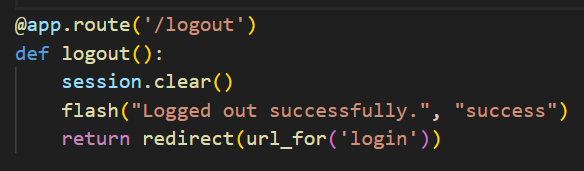 @app.route('/logout')
def logout():
    session.clear()
    flash("Logged out successfully.", "success")
    return redirect(url_for('login'))